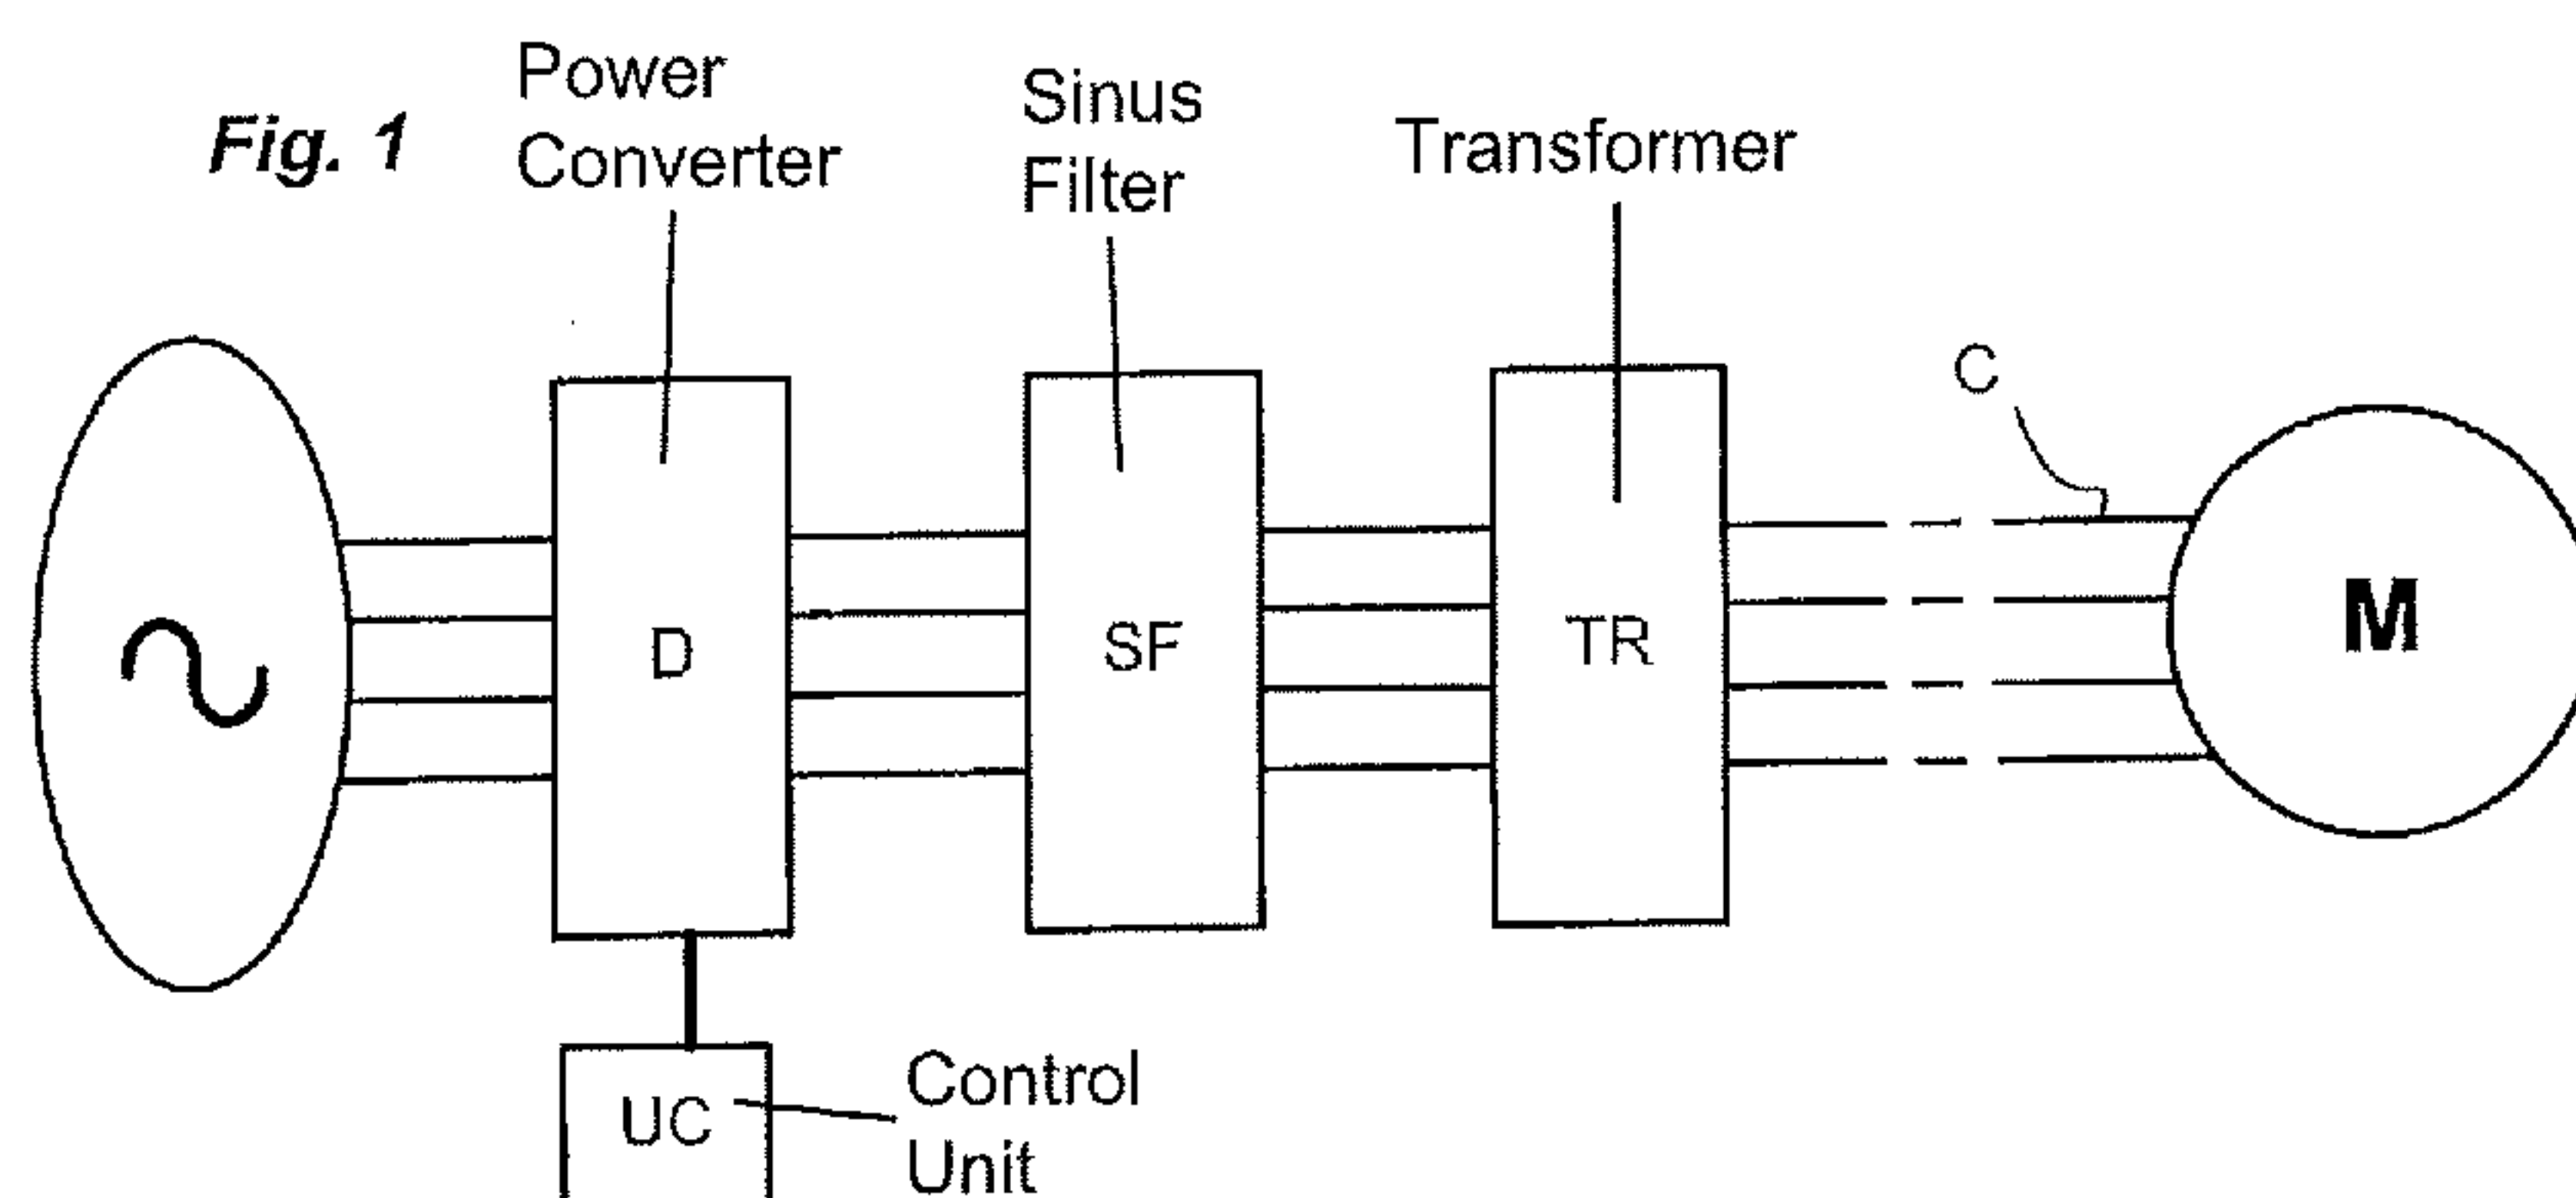 Fig. 1
Power
Converter
Sinus
Filter
Transformer
C
D
SF
TR
M
UC
Control
Unit